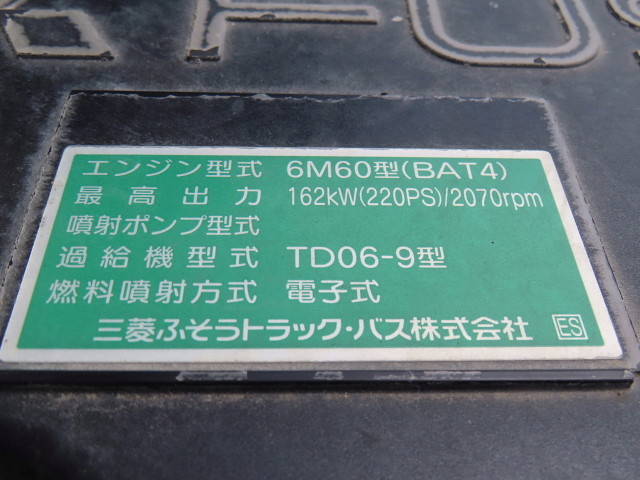 エンジン型式 6M60型(BAT4)
最高出力 162kW(220PS)/2070rpm
噴射ポンプ型式
過給機型式 TD06-9型
燃料噴射方式 電子式
三菱ふそうトラック・バス株式会社 ES